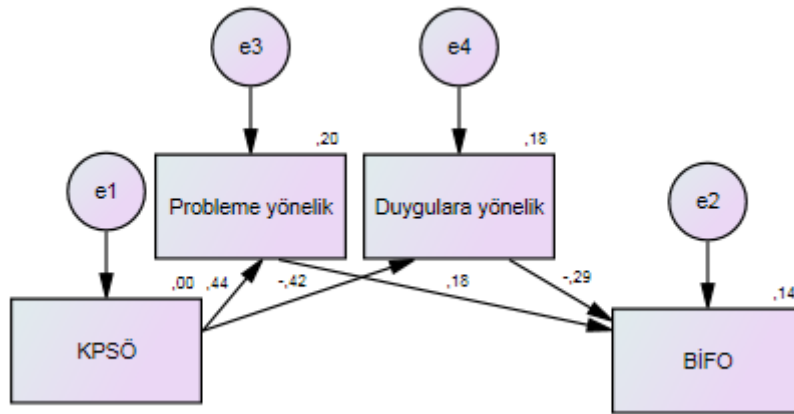 e3
e4
,20
,18
e1
Probleme yönelik
Duygulara yönelik
e2
,00
,44
-,42
,18
-,29
,14
KPSÖ
BİFO